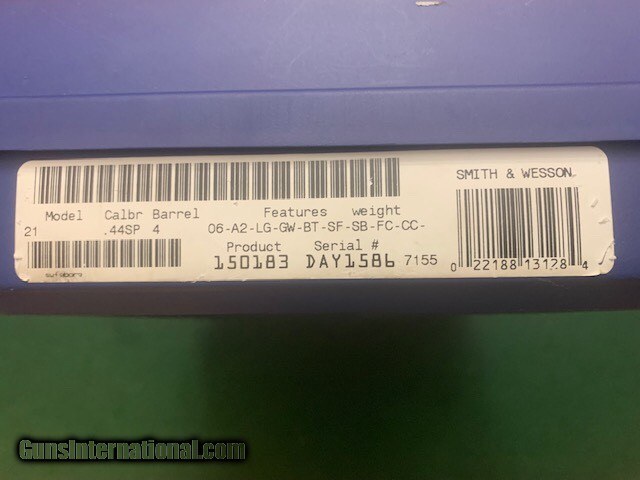 SMITH & WESSON
Model Calbr Barrel Features weight
21 .44SP 4 06-A2-LG-GW-BT-SF-SB-FC-CC-
Product Serial #
150183 DAY1586 7155
0 22188 13128 4
GunsInternational.com